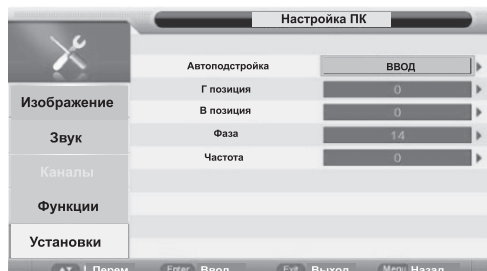 Настройка ПК
Автоподстройка ВВОД
Г позиция 0
В позиция 0
Фаза 14
Частота 0
Изображение
Звук
Каналы
Функции
Установки
Перем Enter Ввод Exit Выход Menu Назад